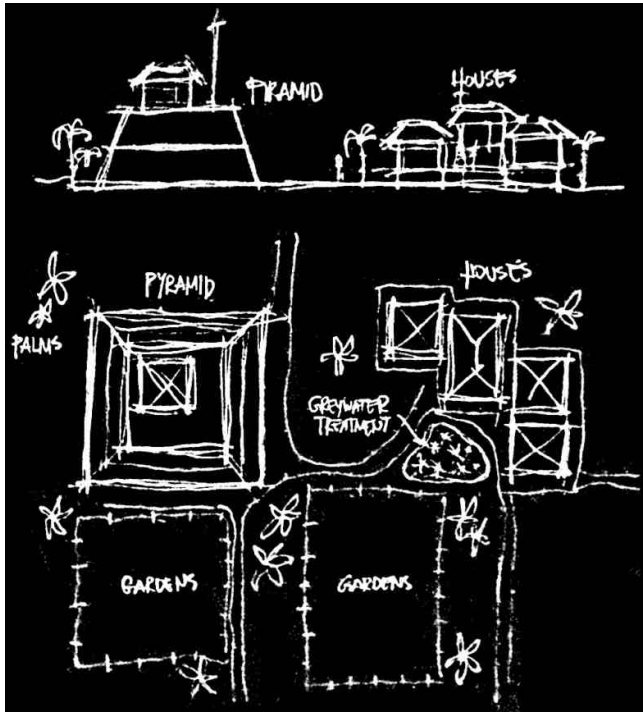 PYRAMID
HOUSES
PYRAMID
HOUSES
PALMS
GREYWATER
TREATMENT
GARDENS
GARDENS